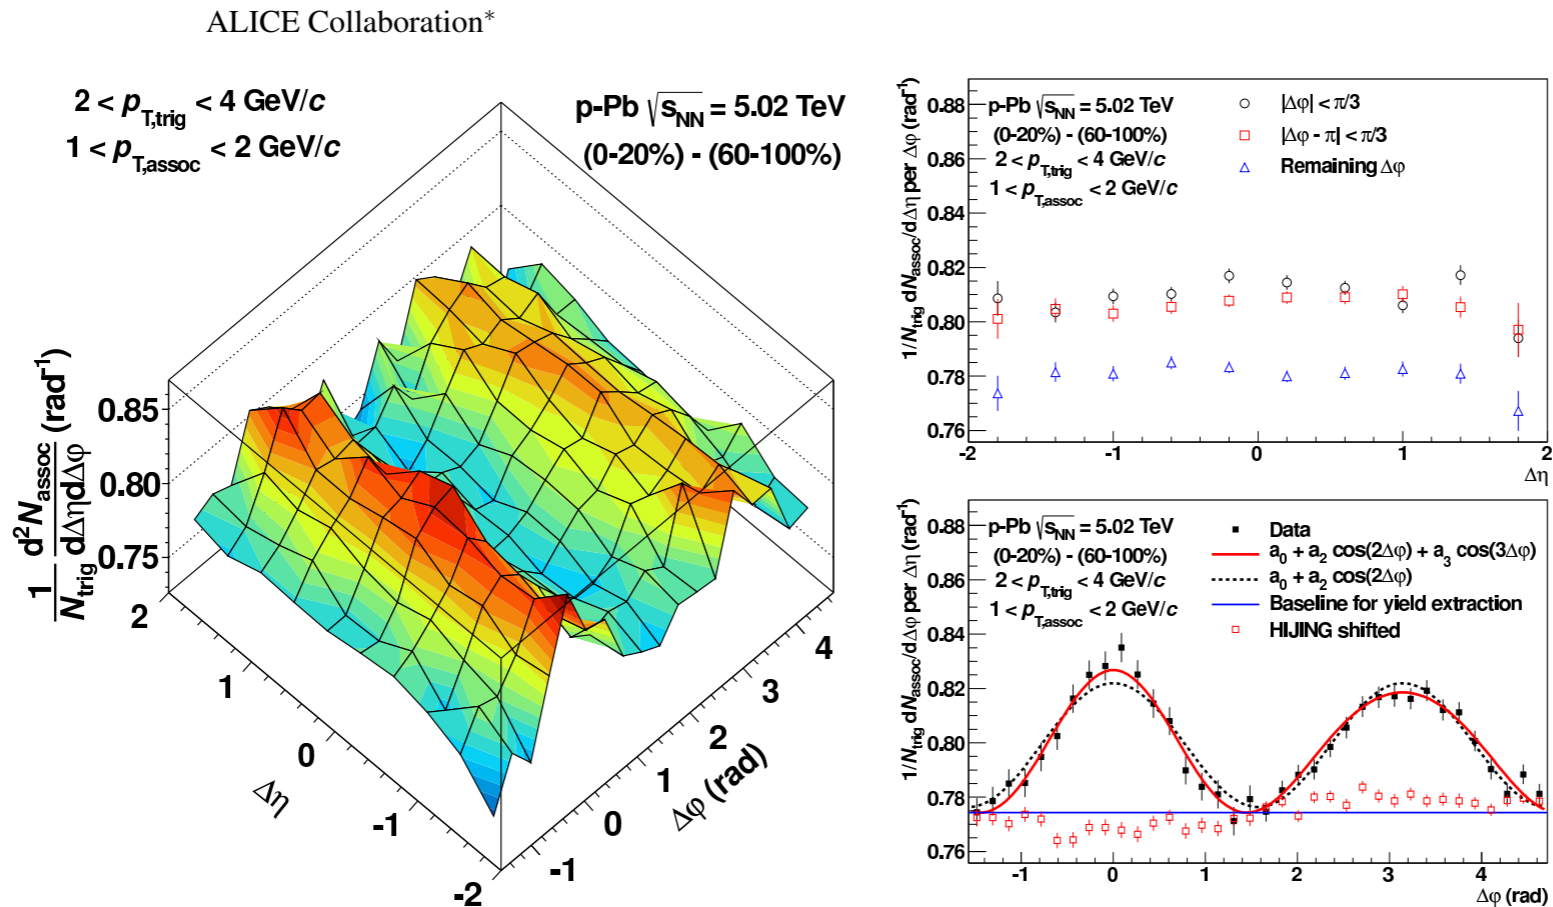 ALICE Collaboration*
2 < p_T,trig < 4 GeV/c
1 < p_T,assoc < 2 GeV/c
p-Pb √s_NN = 5.02 TeV
(0-20%) - (60-100%)
1/N_trig d²N_assoc/dΔηdΔφ (rad⁻¹)
0.85
0.80
0.75
2
1
0
-1
-2
Δη
-1
0
1
2
3
4
Δφ (rad)
1/N_trig dN_assoc/dΔη per Δφ (rad⁻¹)
0.88
0.86
0.84
0.82
0.80
0.78
0.76
p-Pb √s_NN = 5.02 TeV
(0-20%) - (60-100%)
2 < p_T,trig < 4 GeV/c
1 < p_T,assoc < 2 GeV/c
|Δφ| < π/3
|Δφ - π| < π/3
Remaining Δφ
-2
-1
0
1
2
Δη
1/N_trig dN_assoc/dΔφ per Δη (rad⁻¹)
0.88
0.86
0.84
0.82
0.80
0.78
0.76
p-Pb √s_NN = 5.02 TeV
(0-20%) - (60-100%)
2 < p_T,trig < 4 GeV/c
1 < p_T,assoc < 2 GeV/c
Data
a₀ + a₂ cos(2Δφ) + a₃ cos(3Δφ)
a₀ + a₂ cos(2Δφ)
Baseline for yield extraction
HIJING shifted
-1
0
1
2
3
4
Δφ (rad)